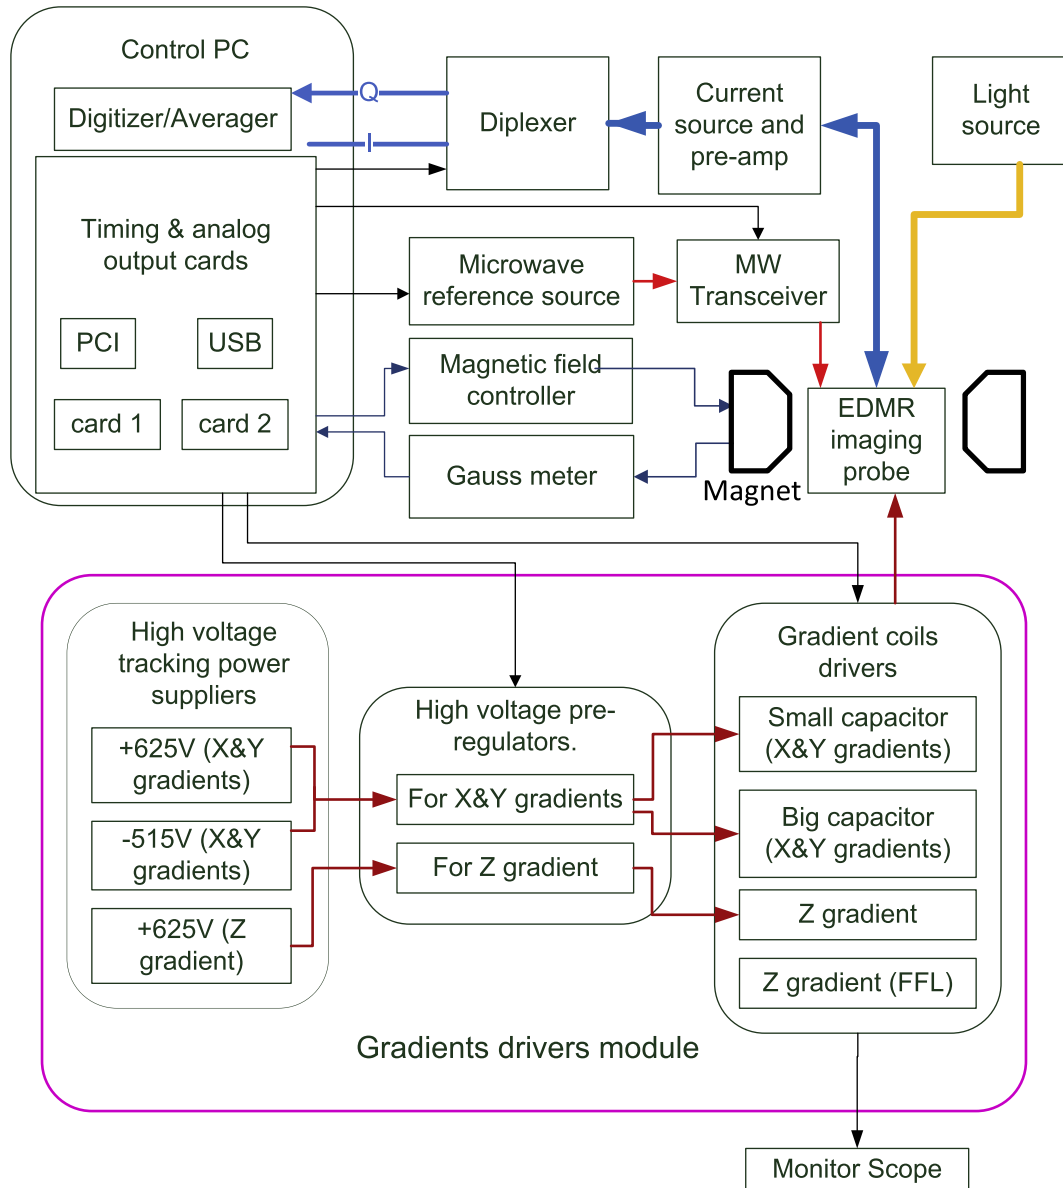 Control PC
Digitizer/Averager
Q
I
Diplexer
Current
source and
pre-amp
Light
source
Timing & analog
output cards
PCI
USB
card 1
card 2
Microwave
reference source
MW
Transceiver
Magnetic field
controller
Gauss meter
Magnet
EDMR
imaging
probe
High voltage
tracking power
suppliers
+625V (X&Y
gradients)
-515V (X&Y
gradients)
+625V (Z
gradient)
High voltage pre-
regulators.
For X&Y gradients
For Z gradient
Gradient coils
drivers
Small capacitor
(X&Y gradients)
Big capacitor
(X&Y gradients)
Z gradient
Z gradient (FFL)
Gradients drivers module
Monitor Scope